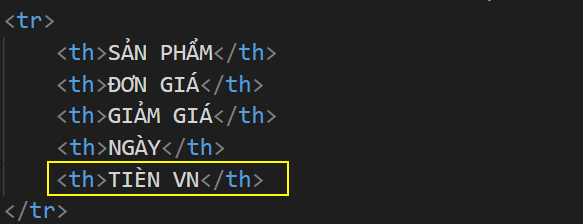 <tr>
<th>SẢN PHẨM</th>
<th>ĐƠN GIÁ</th>
<th>GIẢM GIÁ</th>
<th>NGÀY</th>
<th>TIỀN VN</th>
</tr>